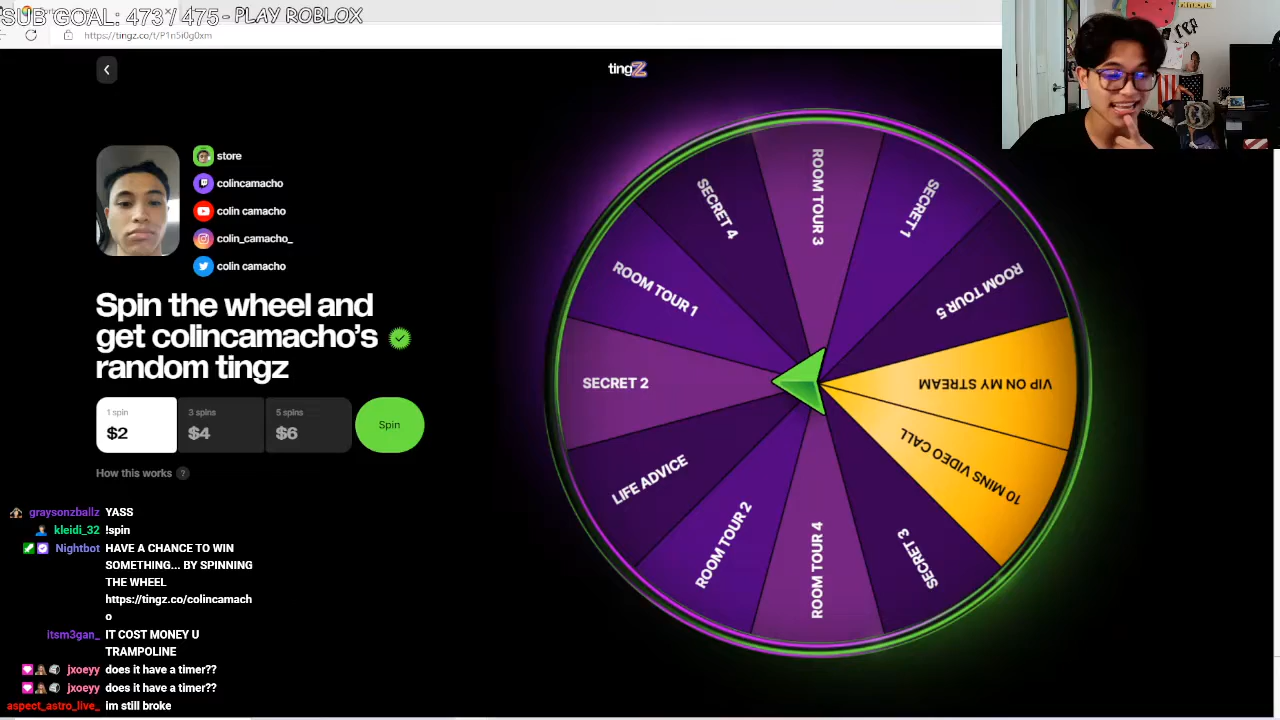 SUB GOAL: 473 / 475 - PLAY ROBLOX
https://tingz.co/t/P1n5i0g0xm
tingZ
store
colincamacho
colin camacho
colin_camacho_
colin camacho
Spin the wheel and
get colincamacho's
random tingz
1 spin
$2
3 spins
$4
5 spins
$6
Spin
How this works ?
ROOM TOUR 3
SECRET 1
ROOM TOUR 5
VIP ON MY STREAM
10 MINS VIDEO CALL
SECRET 3
ROOM TOUR 4
ROOM TOUR 2
LIFE ADVICE
SECRET 2
ROOM TOUR 1
SECRET 4
graysonzballz YASS
kleidi_32 !spin
Nightbot HAVE A CHANCE TO WIN
SOMETHING... BY SPINNING
THE WHEEL
https://tingz.co/colincamach
o
itsm3gan_ IT COST MONEY U
TRAMPOLINE
jxoeyy does it have a timer??
jxoeyy does it have a timer??
aspect_astro_live_ im still broke